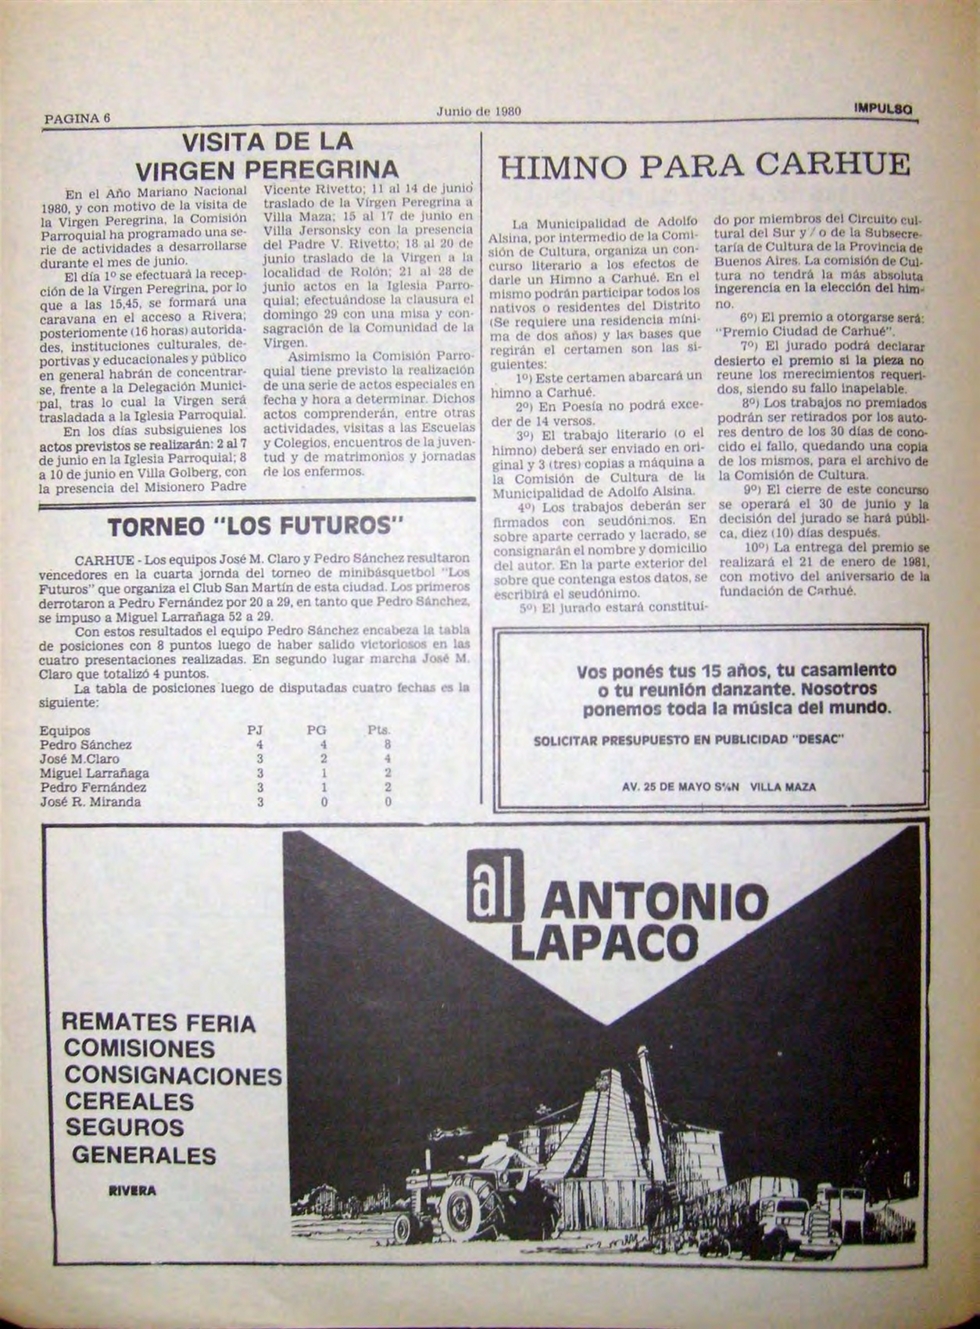 PAGINA 6
Junio de 1980
IMPULSO
VISITA DE LA
VIRGEN PEREGRINA
En el Año Mariano Nacional
1980, y con motivo de la visita de
la Virgen Peregrina, la Comisión
Parroquial ha programado una se-
rie de actividades a desarrollarse
durante el mes de junio.
El día 1º se efectuará la recep-
ción de la Virgen Peregrina, por lo
que a las 15,45, se formará una
caravana en el acceso a Rivera;
posteriomente (16 horas) autorida-
des, instituciones culturales, de-
portivas y educacionales y público
en general habrán de concentrar-
se, frente a la Delegación Munici-
pal, tras lo cual la Virgen será
trasladada a la Iglesia Parroquial.
En los días subsiguienes los
actos previstos se realizarán: 2 al 7
de junio en la Iglesia Parroquial; 8
a 10 de junio en Villa Golberg, con
la presencia del Misionero Padre
Vicente Rivetto; 11 al 14 de junio
traslado de la Virgen Peregrina a
Villa Maza; 15 al 17 de junio en
Villa Jersonsky con la presencia
del Padre V. Rivetto; 18 al 20 de
junio traslado de la Virgen a la
localidad de Rolón; 21 al 28 de
junio actos en la Iglesia Parro-
quial; efectuándose la clausura el
domingo 29 con una misa y con-
sagración de la Comunidad de la
Virgen.
Asimismo la Comisión Parro-
quial tiene previsto la realización
de una serie de actos especiales en
fecha y hora a determinar. Dichos
actos comprenderán, entre otras
actividades, visitas a las Escuelas
y Colegios, encuentros de la juven-
tud y de matrimonios y jornadas
de los enfermos.
TORNEO "LOS FUTUROS"
CARHUE - Los equipos José M. Claro y Pedro Sánchez resultaron
vencedores en la cuarta jornda del torneo de minibásquetbol "Los
Futuros" que organiza el Club San Martín de esta ciudad. Los primeros
derrotaron a Pedro Fernández por 20 a 29, en tanto que Pedro Sánchez,
se impuso a Miguel Larrañaga 52 a 29.
Con estos resultados el equipo Pedro Sánchez encabeza la tabla
de posiciones con 8 puntos luego de haber salido victoriosos en las
cuatro presentaciones realizadas. En segundo lugar marcha José M.
Claro que totalizó 4 puntos.
La tabla de posiciones luego de disputadas cuatro fechas es la
siguiente:
Equipos PJ PG Pts.
Pedro Sánchez 4 4 8
José M.Claro 3 2 4
Miguel Larrañaga 3 1 2
Pedro Fernández 3 1 2
José R. Miranda 3 0 0
HIMNO PARA CARHUE
La Municipalidad de Adolfo
Alsina, por intermedio de la Comi-
sión de Cultura, organiza un con-
curso literario a los efectos de
darle un Himno a Carhué. En el
mismo podrán participar todos los
nativos o residentes del Distrito
(Se requiere una residencia míni-
ma de dos años) y las bases que
regirán el certamen son las si-
guientes:
1º) Este certamen abarcará un
himno a Carhué.
2º) En Poesía no podrá exce-
der de 14 versos.
3º) El trabajo literario (o el
himno) deberá ser enviado en ori-
ginal y 3 (tres) copias a máquina a
la Comisión de Cultura de la
Municipalidad de Adolfo Alsina.
4º) Los trabajos deberán ser
firmados con seudónimos. En
sobre aparte cerrado y lacrado, se
consignarán el nombre y domicilio
del autor. En la parte exterior del
sobre que contenga estos datos, se
escribirá el seudónimo.
5º) El jurado estará constituí-
do por miembros del Circuito cul-
tural del Sur y / o de la Subsecre-
taría de Cultura de la Provincia de
Buenos Aires. La comisión de Cul-
tura no tendrá la más absoluta
ingerencia en la elección del him-
no.
6º) El premio a otorgarse será:
"Premio Ciudad de Carhué".
7º) El jurado podrá declarar
desierto el premio si la pieza no
reune los merecimientos requeri-
dos, siendo su fallo inapelable.
8º) Los trabajos no premiados
podrán ser retirados por los auto-
res dentro de los 30 días de cono-
cido el fallo, quedando una copia
de los mismos, para el archivo de
la Comisión de Cultura.
9º) El cierre de este concurso
se operará el 30 de junio y la
decisión del jurado se hará públi-
ca, diez (10) días después.
10º) La entrega del premio se
realizará el 21 de enero de 1981,
con motivo del aniversario de la
fundación de Carhué.
Vos ponés tus 15 años, tu casamiento
o tu reunión danzante. Nosotros
ponemos toda la música del mundo.
SOLICITAR PRESUPUESTO EN PUBLICIDAD "DESAC"
AV. 25 DE MAYO S/N VILLA MAZA
al ANTONIO
LAPACO
REMATES FERIA
COMISIONES
CONSIGNACIONES
CEREALES
SEGUROS
GENERALES
RIVERA